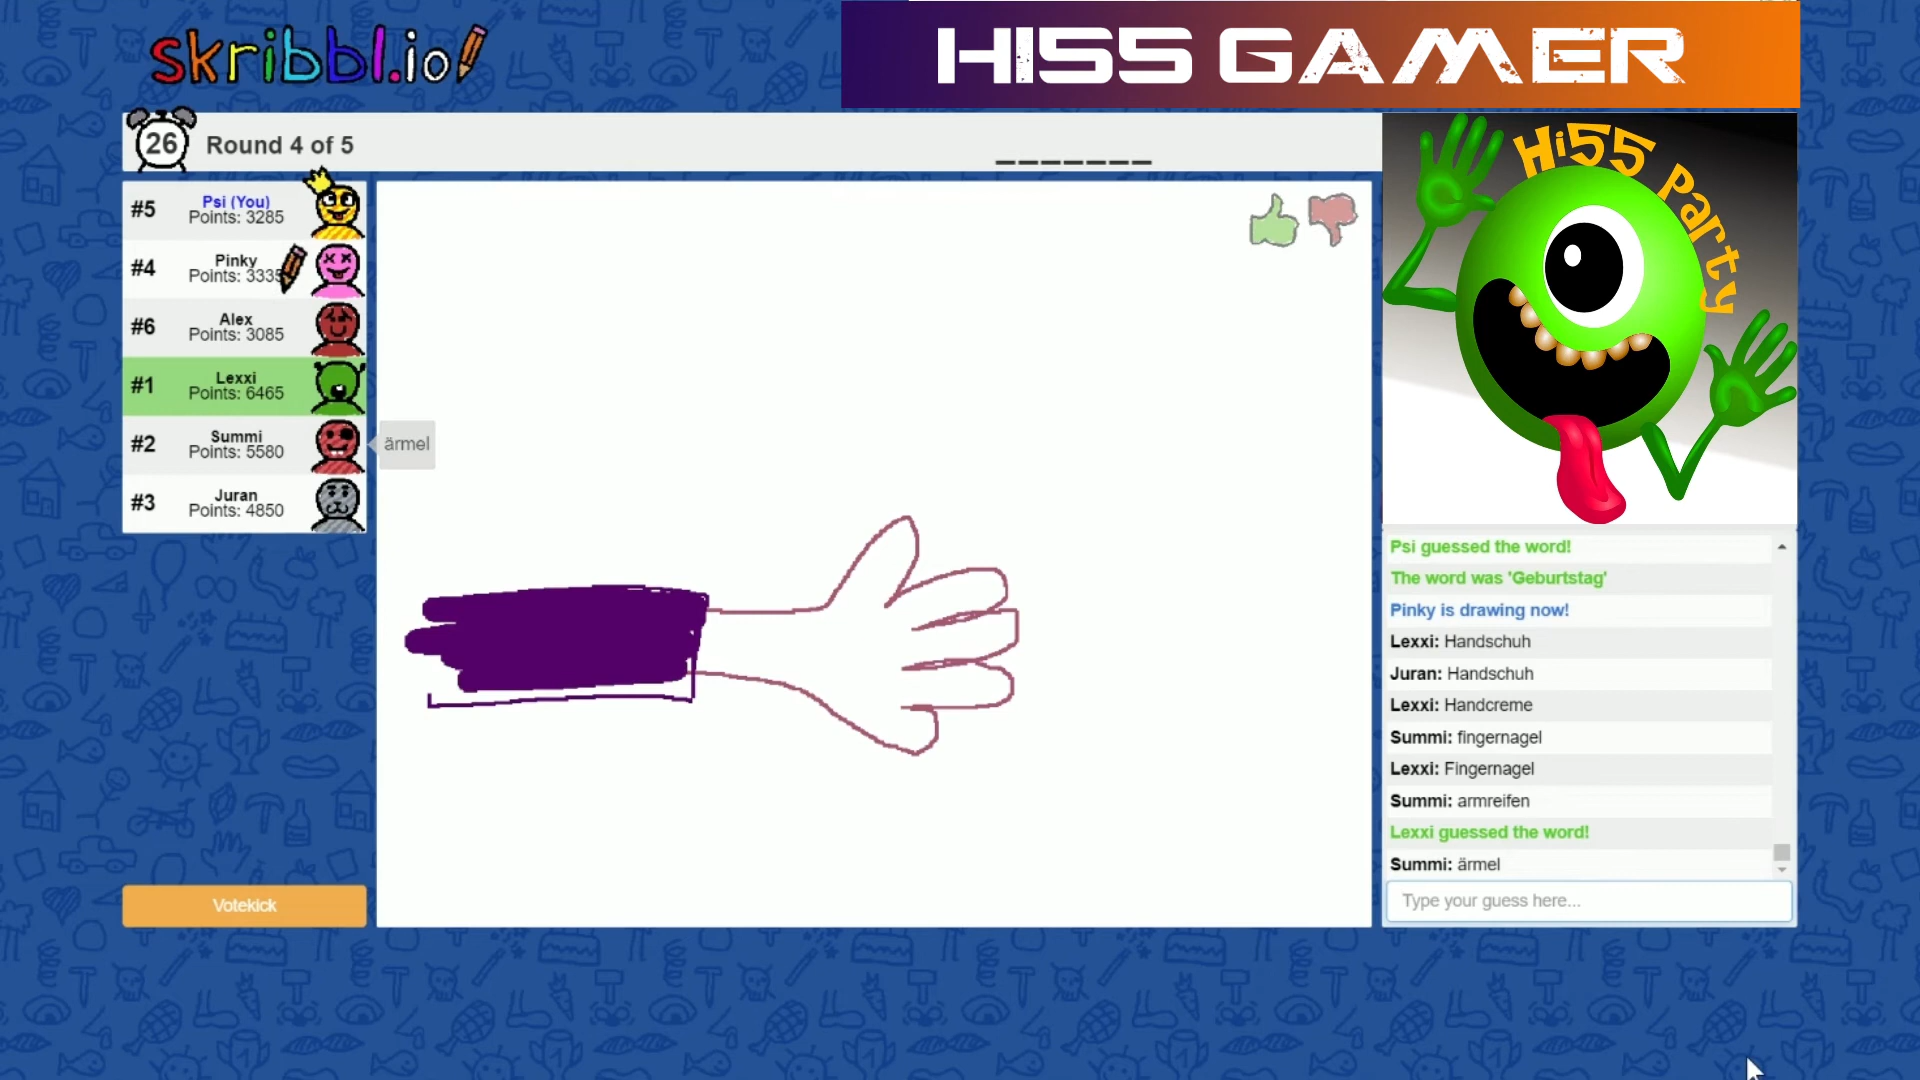 skribbl.io
HI55 GAMER
26
Round 4 of 5
_ _ _ _ _ _ _
Hi55 Party
#5
Psi (You)
Points: 3285
#4
Pinky
Points: 3335
#6
Alex
Points: 3085
#1
Lexxi
Points: 6465
#2
Summi
Points: 5580
ärmel
#3
Juran
Points: 4850
Votekick
Psi guessed the word!
The word was 'Geburtstag'
Pinky is drawing now!
Lexxi: Handschuh
Juran: Handschuh
Lexxi: Handcreme
Summi: fingernagel
Lexxi: Fingernagel
Summi: armreifen
Lexxi guessed the word!
Summi: ärmel
Type your guess here...